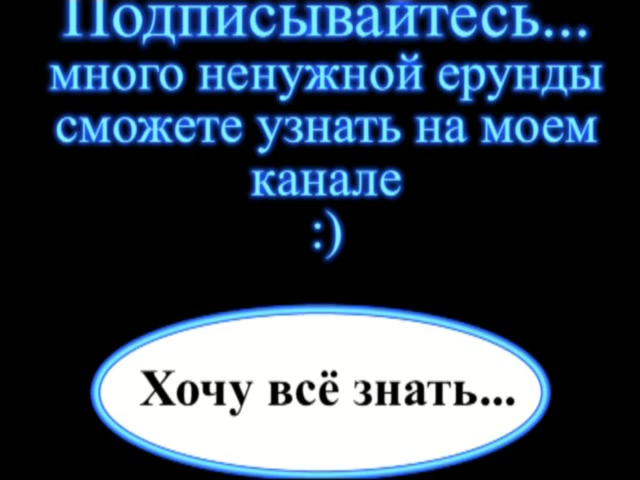 Подписывайтесь...
много ненужной ерунды
сможете узнать на моем
канале
:)
Хочу всё знать...